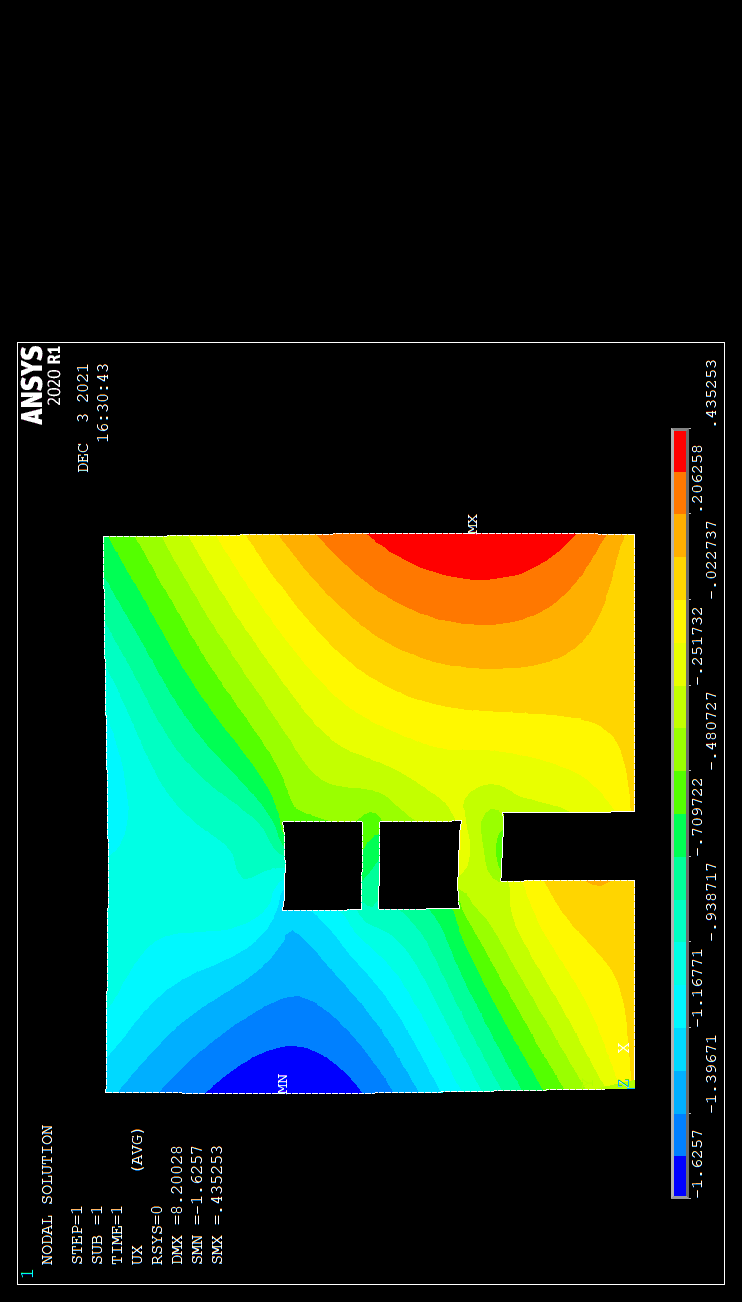 1
NODAL SOLUTION
STEP=1
SUB =1
TIME=1
UX (AVG)
RSYS=0
DMX =8.20028
SMN =-1.6257
SMX =.435253
ANSYS
2020 R1
DEC 3 2021
16:30:43
MN
MX
Z X
-1.6257
-1.39671
-1.16771
-.938717
-.709722
-.480727
-.251732
-.022737
.206258
.435253